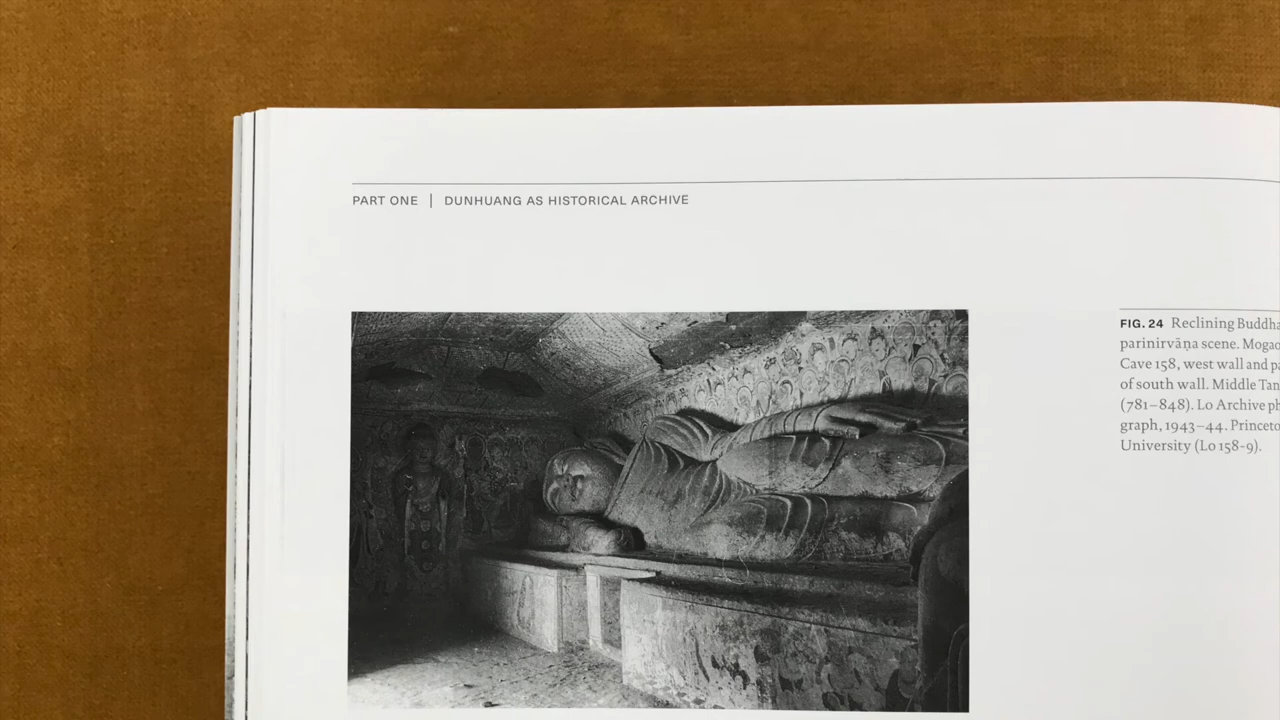 PART ONE | DUNHUANG AS HISTORICAL ARCHIVE
FIG. 24 Reclining Buddha
parinirvāṇa scene. Mogao
Cave 158, west wall and pa
of south wall. Middle Tan
(781–848). Lo Archive ph
graph, 1943–44. Princeto
University (Lo 158-9).